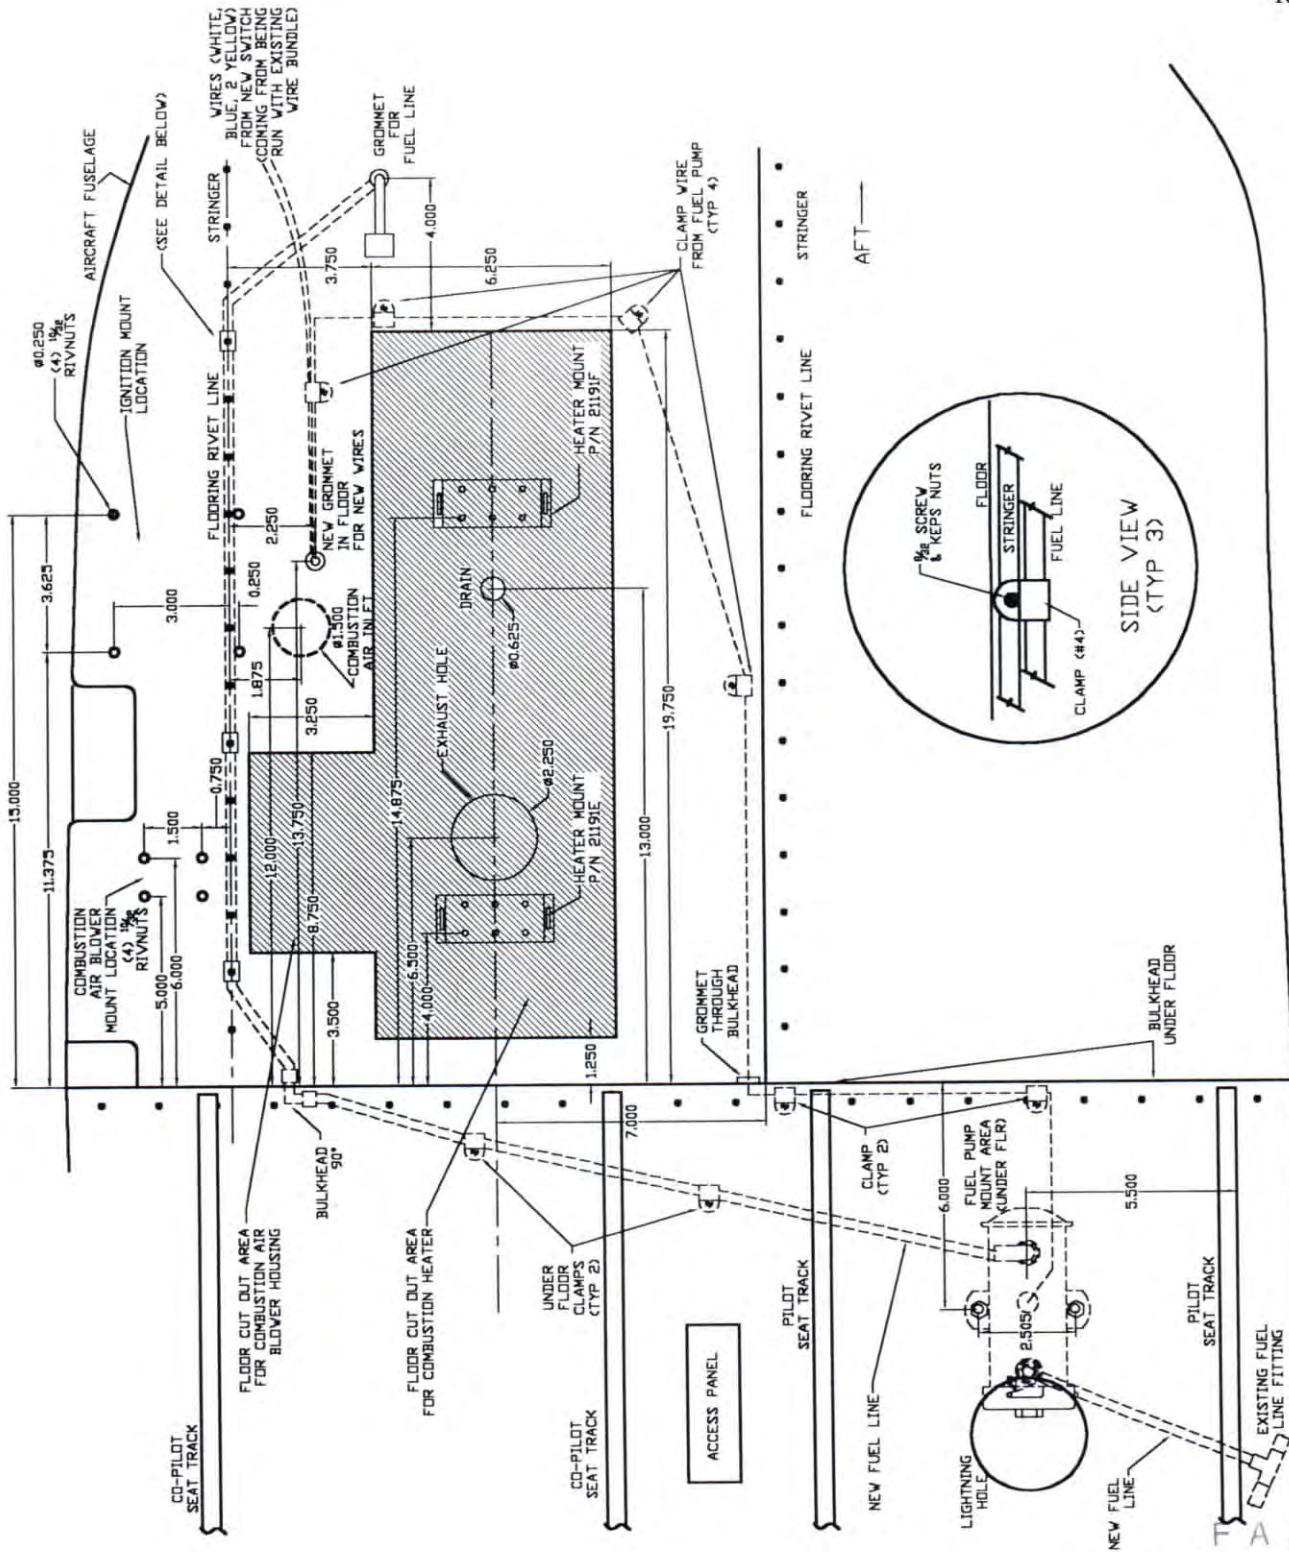 AIRCRAFT FUSELAGE
WIRES (WHITE,
BLUE, 2 YELLOW)
FROM NEW SWITCH
(COMING FROM BEING
RUN WITH EXISTING
WIRE BUNDLE)
(SEE DETAIL BELOW)
STRINGER
GROMMET
FOR
FUEL LINE
ø0.250
(4) 10/32
RIVNUTS
IGNITION MOUNT
LOCATION
FLOORING RIVET LINE
3.750
4.000
6.250
CLAMP WIRE
FROM FUEL PUMP
(TYP 4)
STRINGER
AFT
15.000
3.625
11.375
3.000
0.250
2.250
NEW GROMMET
IN FLOOR
FOR NEW WIRES
1.875
ø1.500
COMBUSTION
AIR INLET
3.250
HEATER MOUNT
P/N 21191F
DRAIN
ø0.625
EXHAUST HOLE
ø2.250
HEATER MOUNT
P/N 21191E
FLOORING RIVET LINE
COMBUSTION
AIR BLOWER
MOUNT LOCATION
(4) 10/32
RIVNUTS
1.500
0.750
5.000
6.000
12.000
13.750
8.750
3.500
14.875
6.500
4.000
19.750
13.000
1.250
GROMMET
THROUGH
BULKHEAD
BULKHEAD
UNDER FLOOR
SCREW
& KEPS NUTS
FLOOR
STRINGER
FUEL LINE
CLAMP (#4)
SIDE VIEW
(TYP 3)
BULKHEAD
90°
7.000
CLAMP
(TYP 2)
FUEL PUMP
MOUNT AREA
(UNDER FLR)
6.000
5.500
FLOOR CUT OUT AREA
FOR COMBUSTION AIR
BLOWER HOUSING
FLOOR CUT OUT AREA
FOR COMBUSTION HEATER
UNDER
FLOOR
CLAMPS
(TYP 2)
PILOT
SEAT TRACK
2.505
PILOT
SEAT TRACK
CO-PILOT
SEAT TRACK
CO-PILOT
SEAT TRACK
ACCESS PANEL
NEW FUEL LINE
LIGHTNING
HOLE
NEW FUEL
LINE
EXISTING FUEL
LINE FITTING
F A